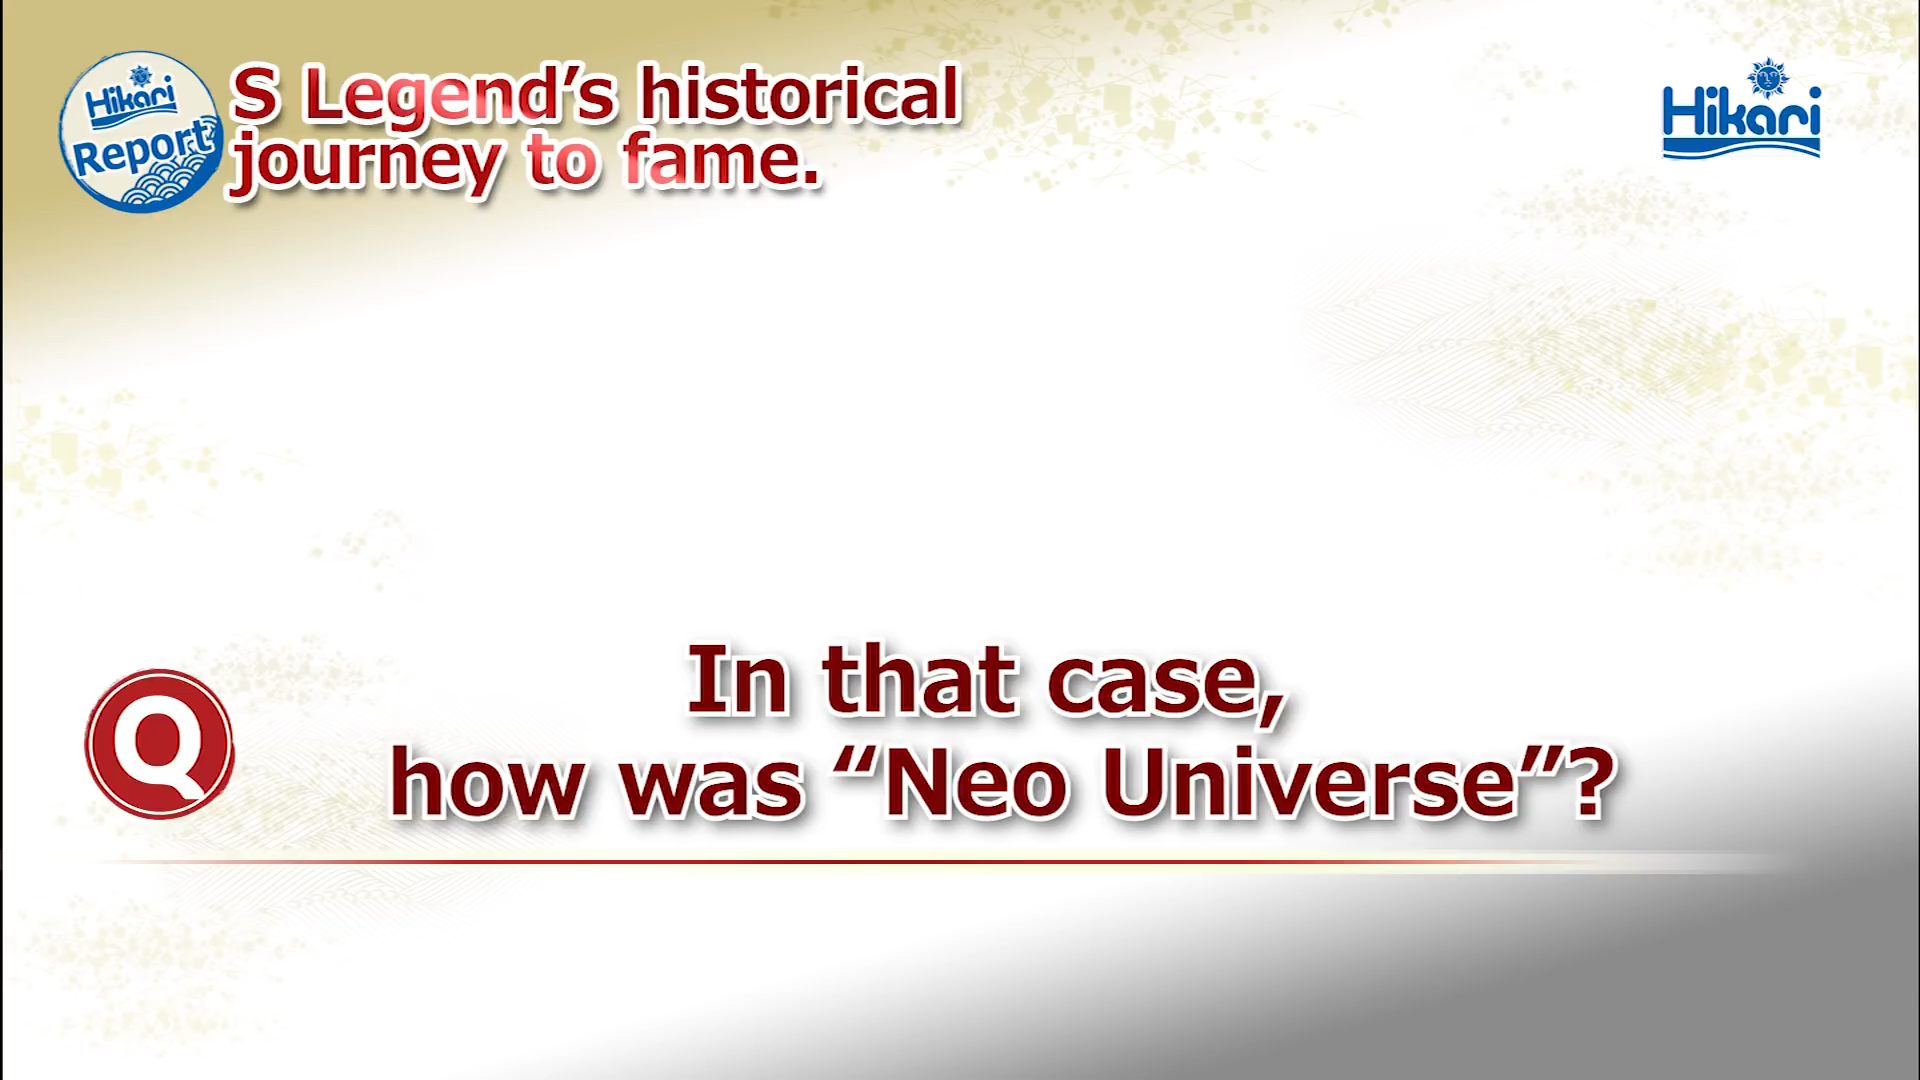 Hikari
Report
S Legend’s historical
journey to fame.
Hikari
Q
In that case,
how was “Neo Universe”?